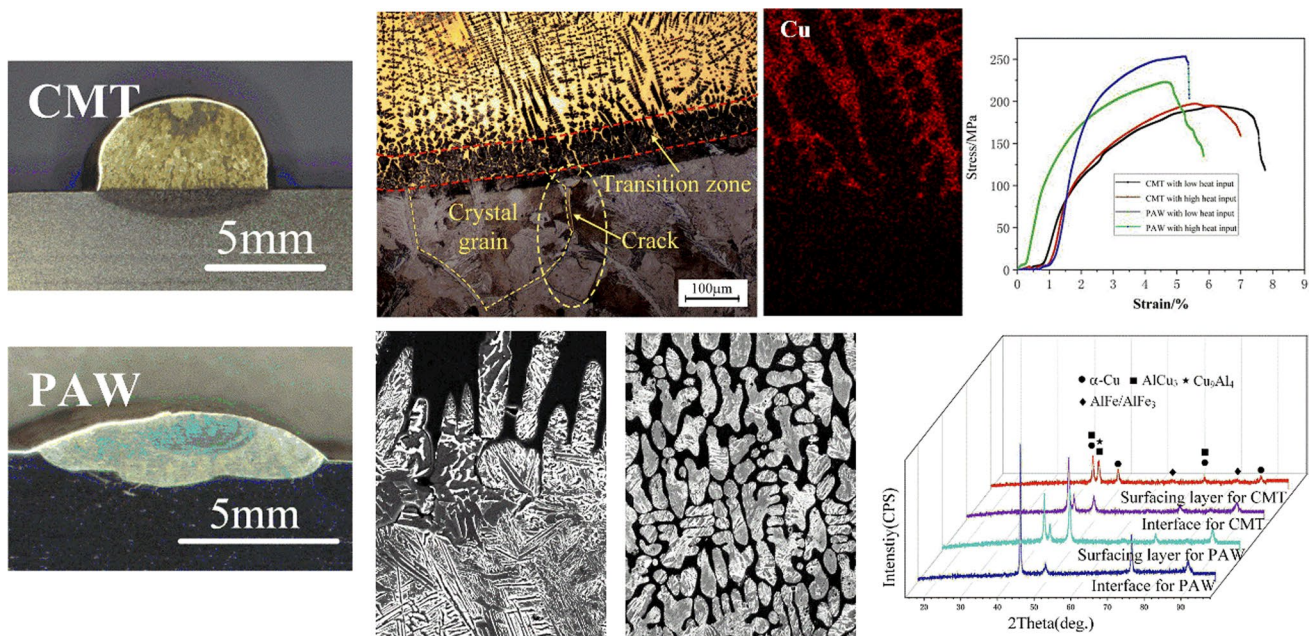 CMT
5mm
Transition zone
Crystal
grain
Crack
100μm
Cu
Stress/MPa
250
200
150
100
50
0
CMT with low heat input
CMT with high heat input
PAW with low heat input
PAW with high heat input
0 1 2 3 4 5 6 7 8 9
Strain/%
PAW
5mm
● α-Cu ■ AlCu₃ ★ Cu₉Al₄
◆ AlFe/AlFe₃
Surfacing layer for CMT
Interface for CMT
Surfacing layer for PAW
Interface for PAW
Intenstiy(CPS)
20 30 40 50 60 70 80 90
2Theta(deg.)